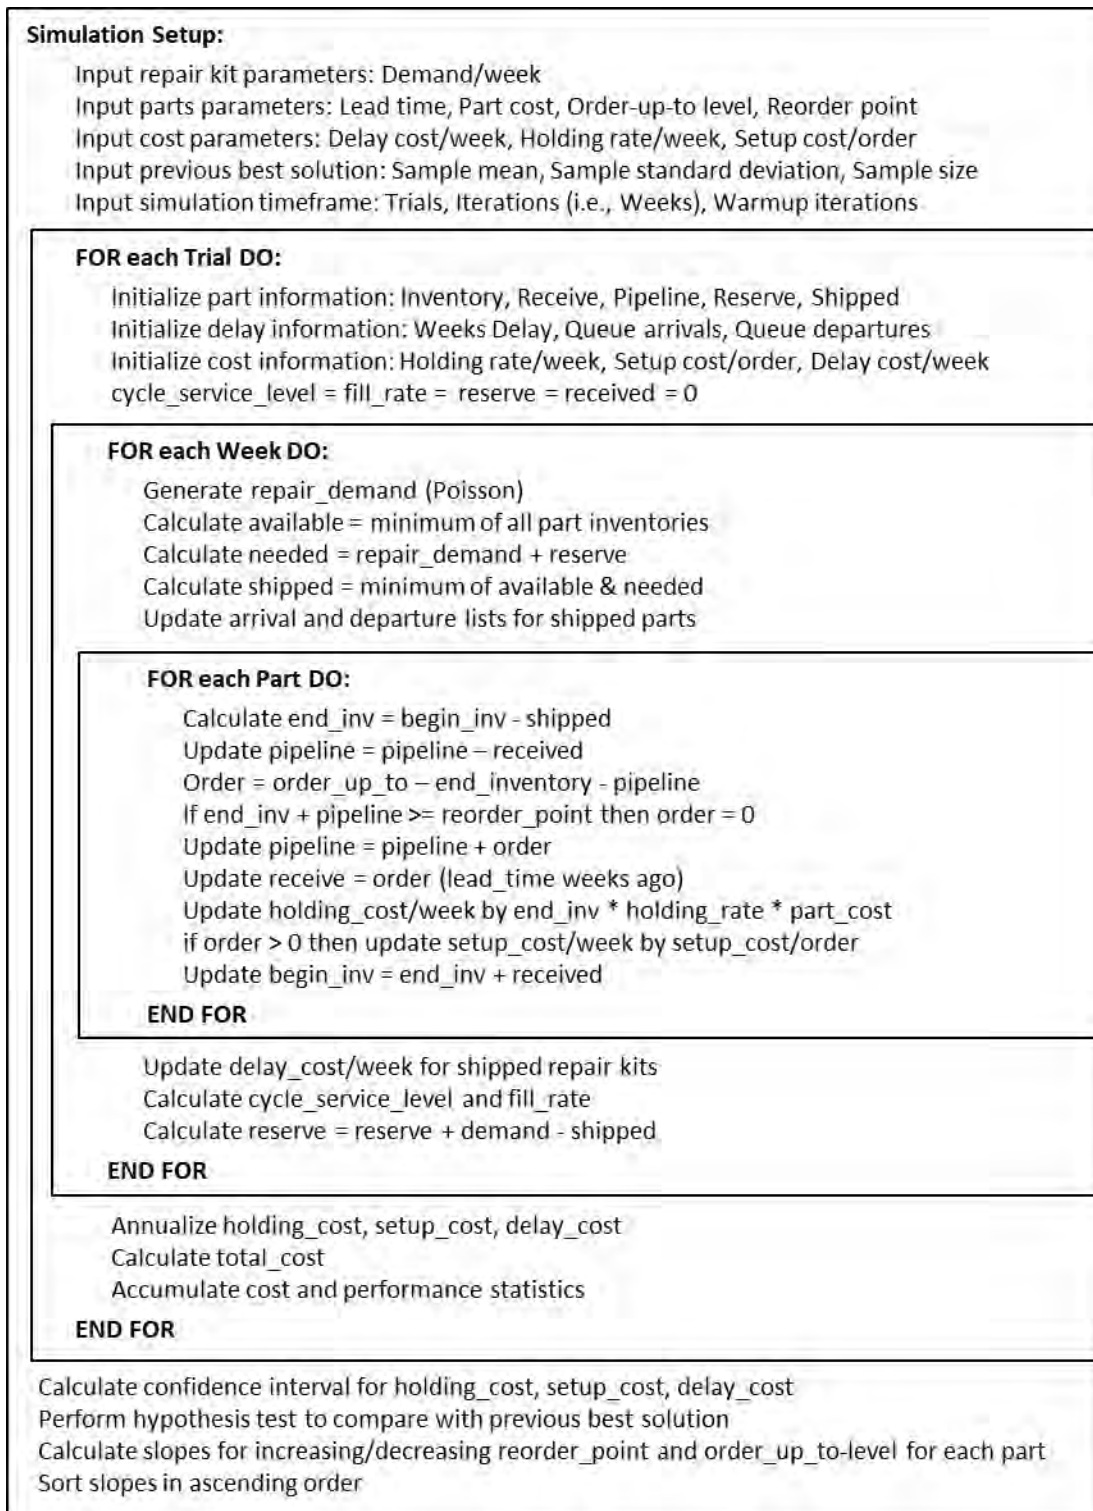 Simulation Setup:
Input repair kit parameters: Demand/week
Input parts parameters: Lead time, Part cost, Order-up-to level, Reorder point
Input cost parameters: Delay cost/week, Holding rate/week, Setup cost/order
Input previous best solution: Sample mean, Sample standard deviation, Sample size
Input simulation timeframe: Trials, Iterations (i.e., Weeks), Warmup iterations
FOR each Trial DO:
Initialize part information: Inventory, Receive, Pipeline, Reserve, Shipped
Initialize delay information: Weeks Delay, Queue arrivals, Queue departures
Initialize cost information: Holding rate/week, Setup cost/order, Delay cost/week
cycle_service_level = fill_rate = reserve = received = 0
FOR each Week DO:
Generate repair_demand (Poisson)
Calculate available = minimum of all part inventories
Calculate needed = repair_demand + reserve
Calculate shipped = minimum of available & needed
Update arrival and departure lists for shipped parts
FOR each Part DO:
Calculate end_inv = begin_inv - shipped
Update pipeline = pipeline – received
Order = order_up_to – end_inventory - pipeline
If end_inv + pipeline >= reorder_point then order = 0
Update pipeline = pipeline + order
Update receive = order (lead_time weeks ago)
Update holding_cost/week by end_inv * holding_rate * part_cost
if order > 0 then update setup_cost/week by setup_cost/order
Update begin_inv = end_inv + received
END FOR
Update delay_cost/week for shipped repair kits
Calculate cycle_service_level and fill_rate
Calculate reserve = reserve + demand - shipped
END FOR
Annualize holding_cost, setup_cost, delay_cost
Calculate total_cost
Accumulate cost and performance statistics
END FOR
Calculate confidence interval for holding_cost, setup_cost, delay_cost
Perform hypothesis test to compare with previous best solution
Calculate slopes for increasing/decreasing reorder_point and order_up_to-level for each part
Sort slopes in ascending order